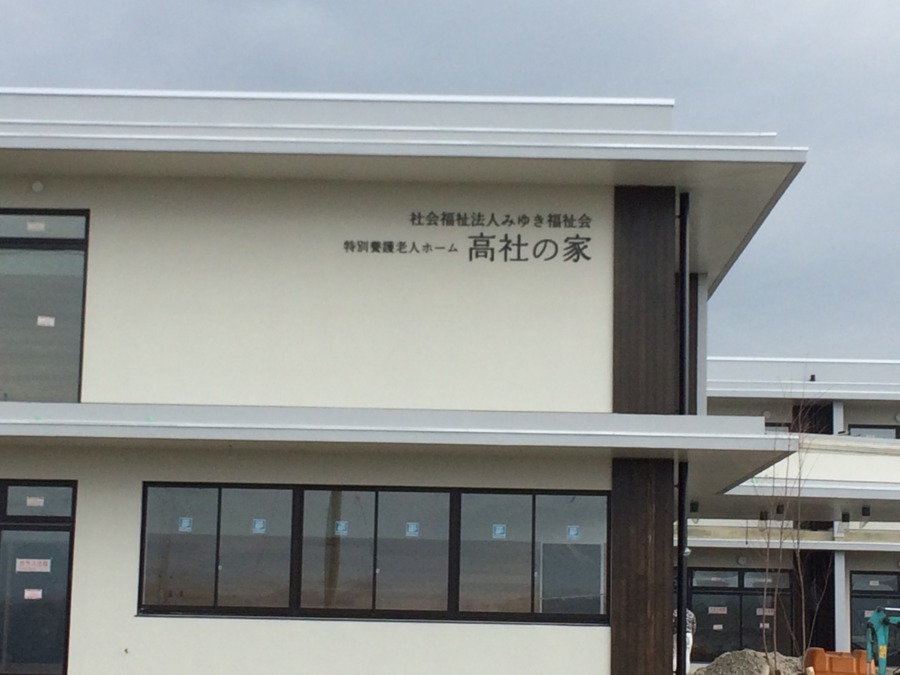 社会福祉法人みゆき福祉会
特別養護老人ホーム 高社の家